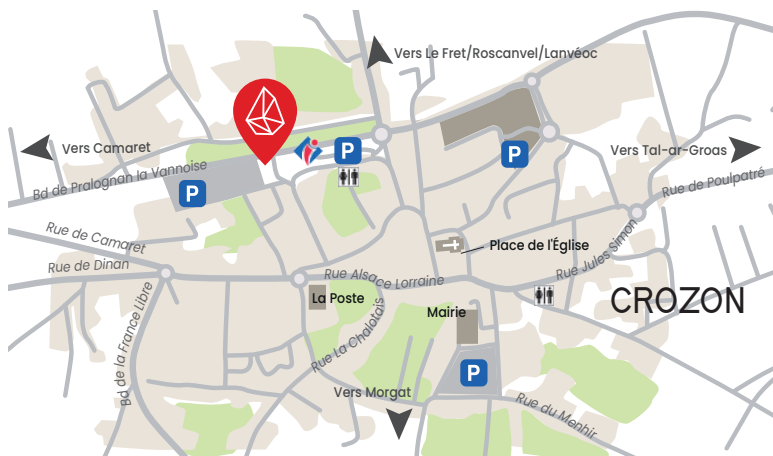 Vers Le Fret/Roscanvel/Lanvéoc
Vers Camaret
P
P
Vers Tal-ar-Groas
Bd de Pralognan la Vannoise
P
Rue de Poulpatré
Rue de Camaret
Place de l'Église
Rue Jules Simon
Rue de Dinan
Rue Alsace Lorraine
La Poste
CROZON
Mairie
Bd de la France Libre
Rue La Chalotais
P
Vers Morgat
Rue du Menhir